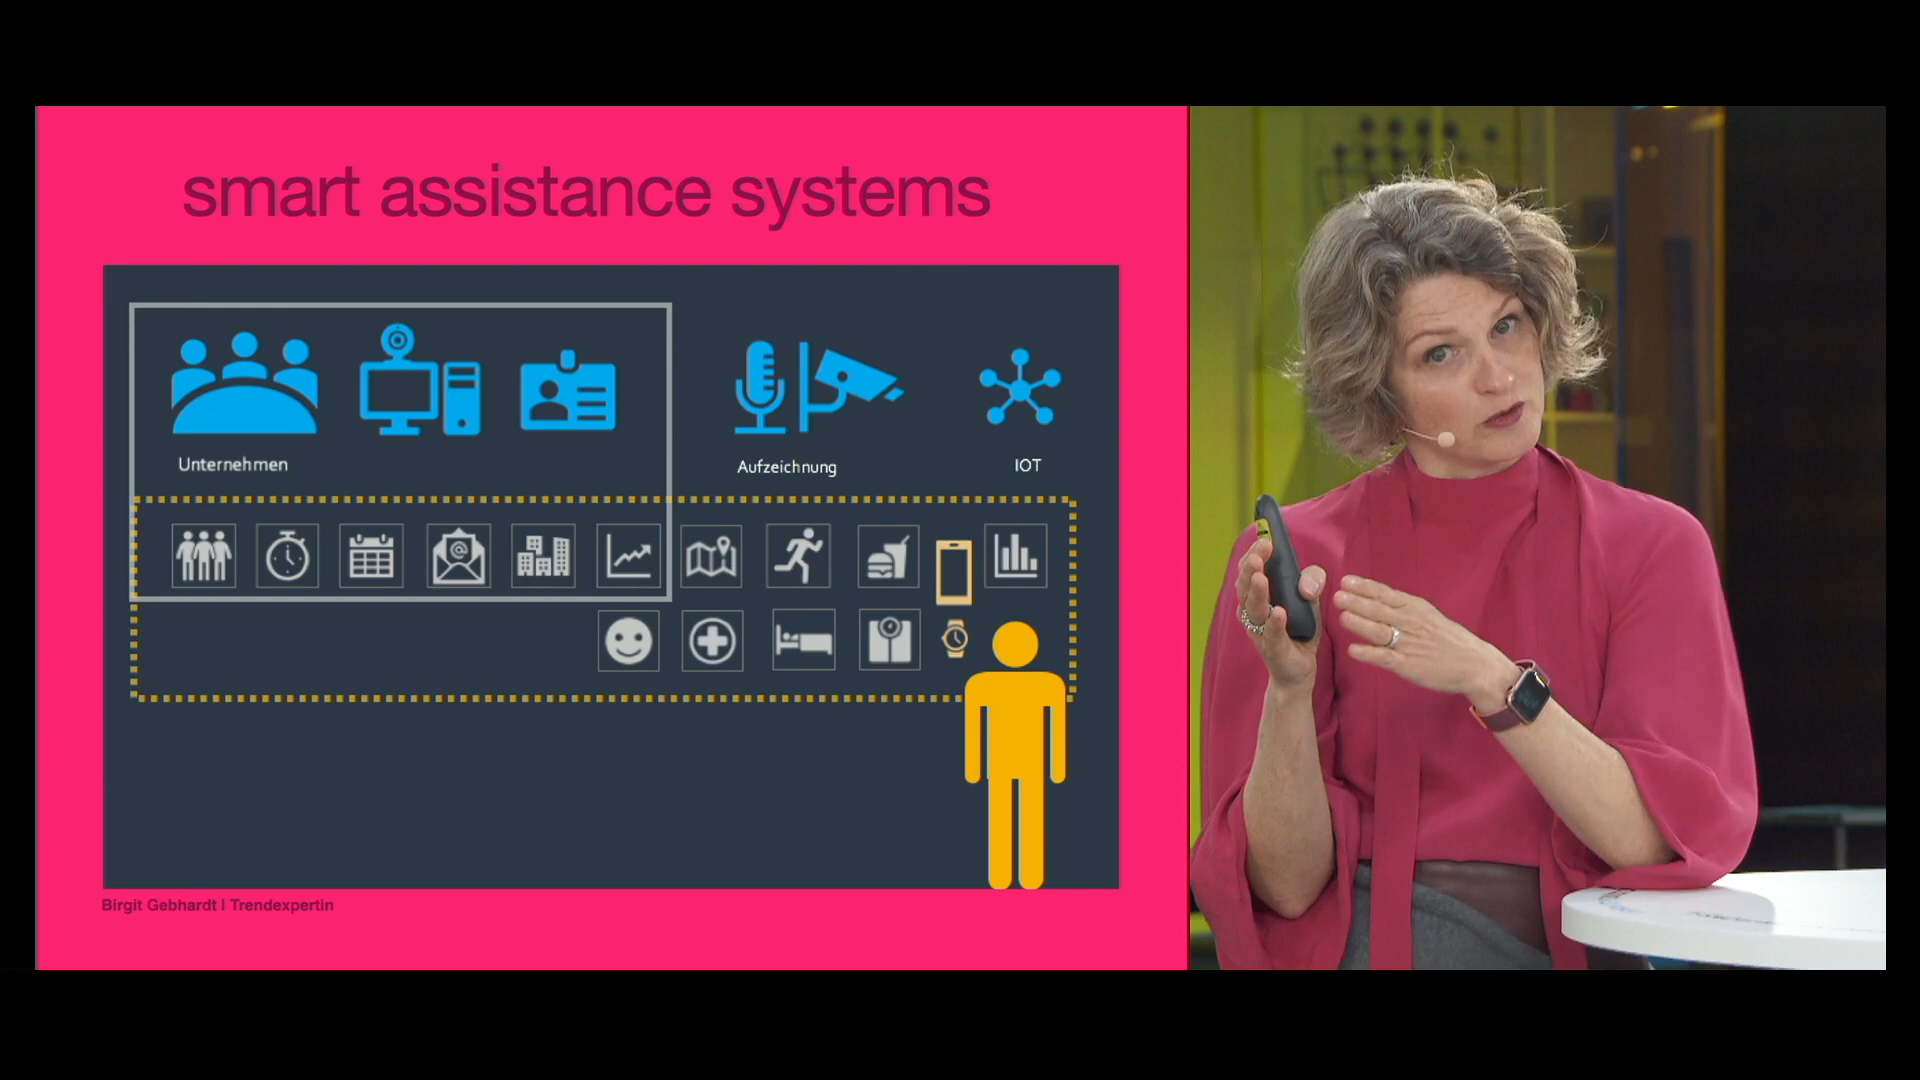 smart assistance systems
Unternehmen
Aufzeichnung
IOT
@
Birgit Gebhardt | Trendexpertin